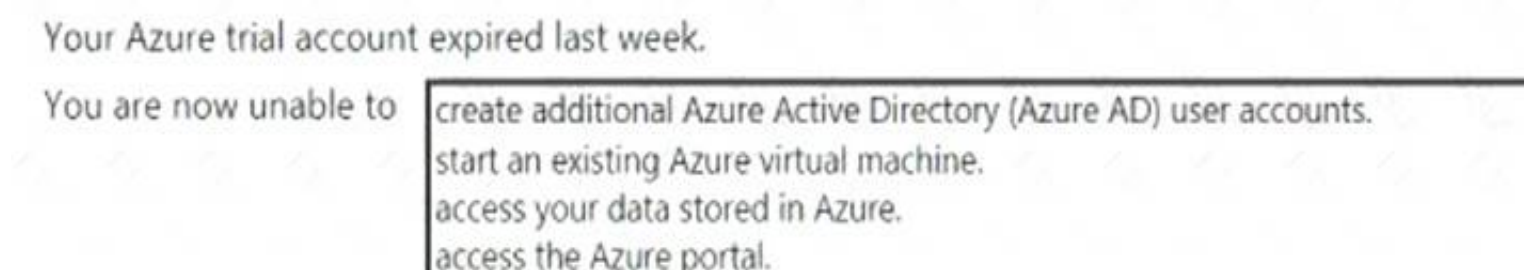 Your Azure trial account expired last week.
You are now unable to create additional Azure Active Directory (Azure AD) user accounts.
start an existing Azure virtual machine.
access your data stored in Azure.
access the Azure portal.